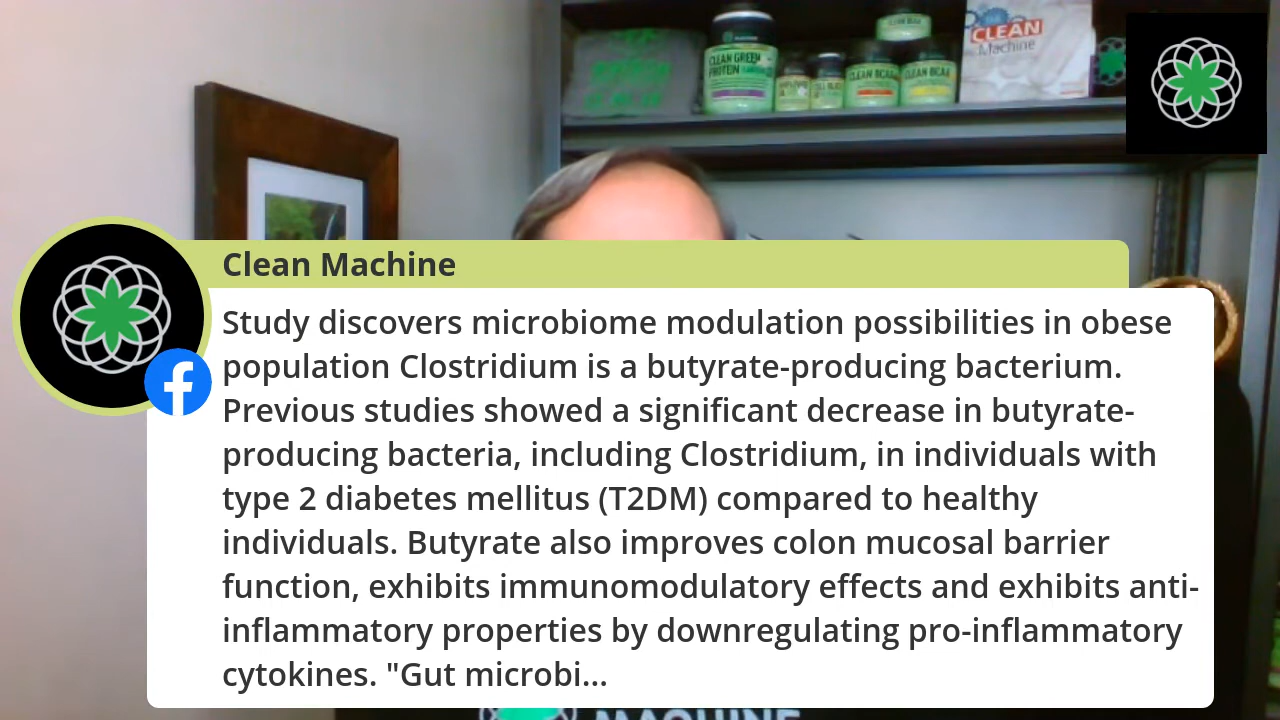 CLEAN GREEN
PROTEIN
CLEAN BCAA
CLEAN BCAA
CLEAN
Machine
Clean Machine
Study discovers microbiome modulation possibilities in obese
population Clostridium is a butyrate-producing bacterium.
Previous studies showed a significant decrease in butyrate-
producing bacteria, including Clostridium, in individuals with
type 2 diabetes mellitus (T2DM) compared to healthy
individuals. Butyrate also improves colon mucosal barrier
function, exhibits immunomodulatory effects and exhibits anti-
inflammatory properties by downregulating pro-inflammatory
cytokines. "Gut microbi...
MACHINE